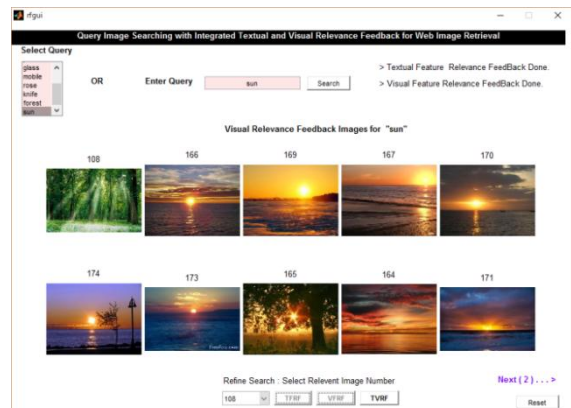 rfgui
Query Image Searching with Integrated Textual and Visual Relevance Feedback for Web Image Retrieval
Select Query
glass
moble
rose
knife
forest
sun
OR
Enter Query
sun
Search
> Textual Feature Relevance FeedBack Done.
> Visual Feature Relevance FeedBack Done.
Visual Relevance Feedback Images for "sun"
108 166 169 167 170
174 173 165 164 171
Refine Search : Select Relevent Image Number
108
TFRF
VFRF
TVRF
Next ( 2 ) . . . >
Reset